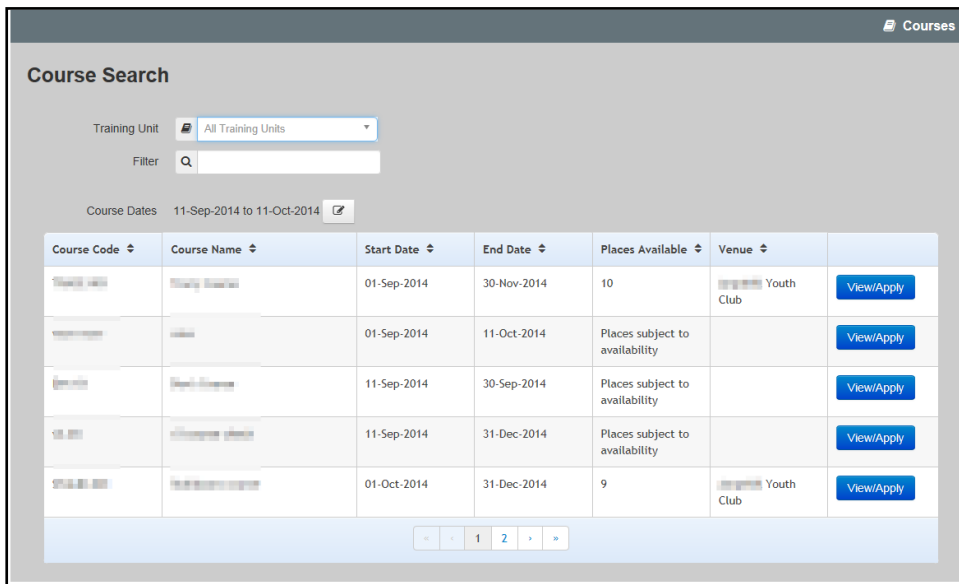 Courses
Course Search
Training Unit All Training Units
Filter
Course Dates 11-Sep-2014 to 11-Oct-2014
Course Code Course Name Start Date End Date Places Available Venue
01-Sep-2014 30-Nov-2014 10 Youth
Club
View/Apply
01-Sep-2014 11-Oct-2014 Places subject to
availability
View/Apply
11-Sep-2014 30-Sep-2014 Places subject to
availability
View/Apply
11-Sep-2014 31-Dec-2014 Places subject to
availability
View/Apply
01-Oct-2014 31-Dec-2014 9 Youth
Club
View/Apply
« ‹ 1 2 › »